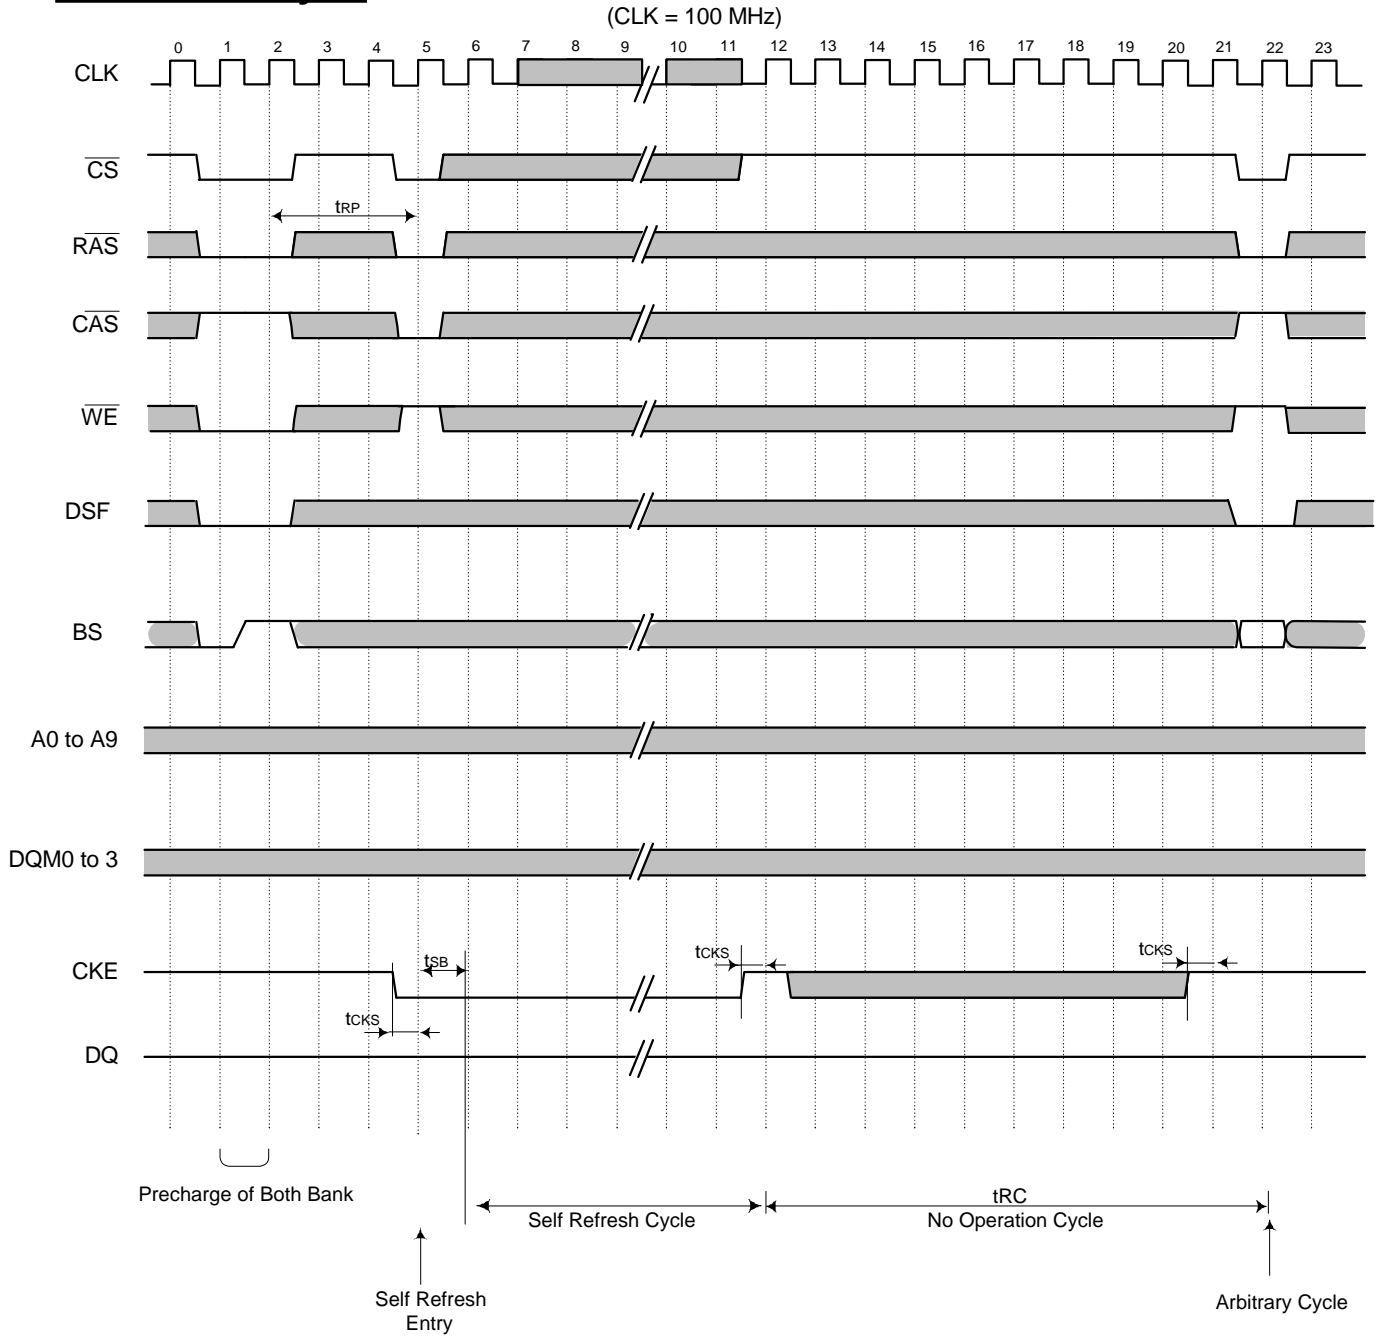 (CLK = 100 MHz)
0 1 2 3 4 5 6 7 8 9 10 11 12 13 14 15 16 17 18 19 20 21 22 23
CLK
CS
tRP
RAS
CAS
WE
DSF
BS
A0 to A9
DQM0 to 3
CKE
tSB
tCKS
tCKS
tCKS
DQ
Precharge of Both Bank
tRC
Self Refresh Cycle
No Operation Cycle
Self Refresh
Entry
Arbitrary Cycle